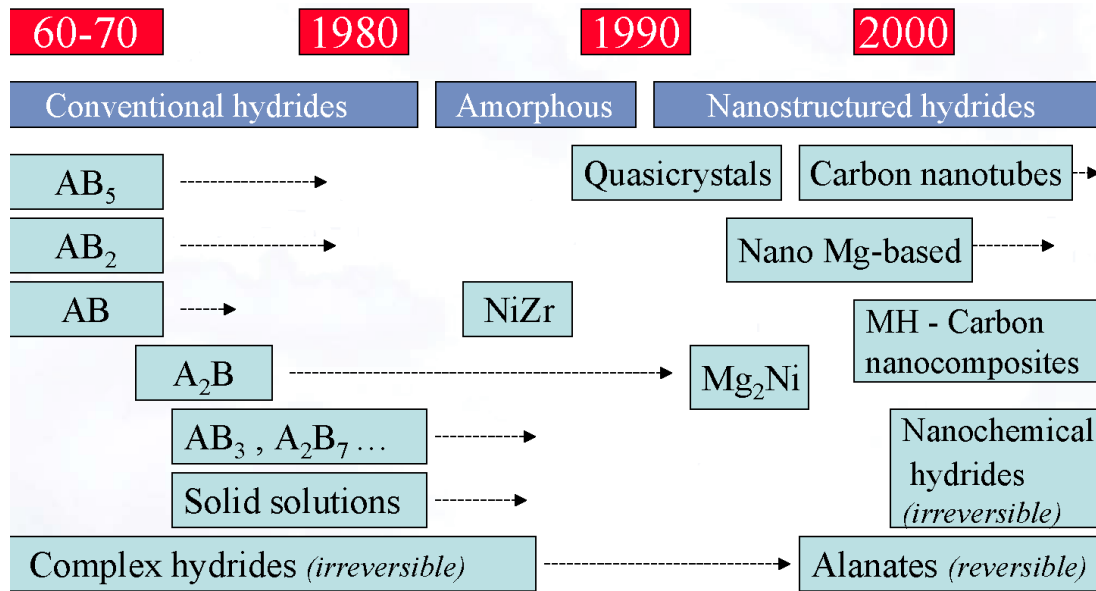 60-70 1980 1990 2000
Conventional hydrides Amorphous Nanostructured hydrides
AB₅ Quasicrystals Carbon nanotubes
AB₂ Nano Mg-based
AB NiZr MH - Carbon
nanocomposites
A₂B Mg₂Ni
AB₃ , A₂B₇ ... Nanochemical
hydrides
Solid solutions (irreversible)
Complex hydrides (irreversible) Alanates (reversible)